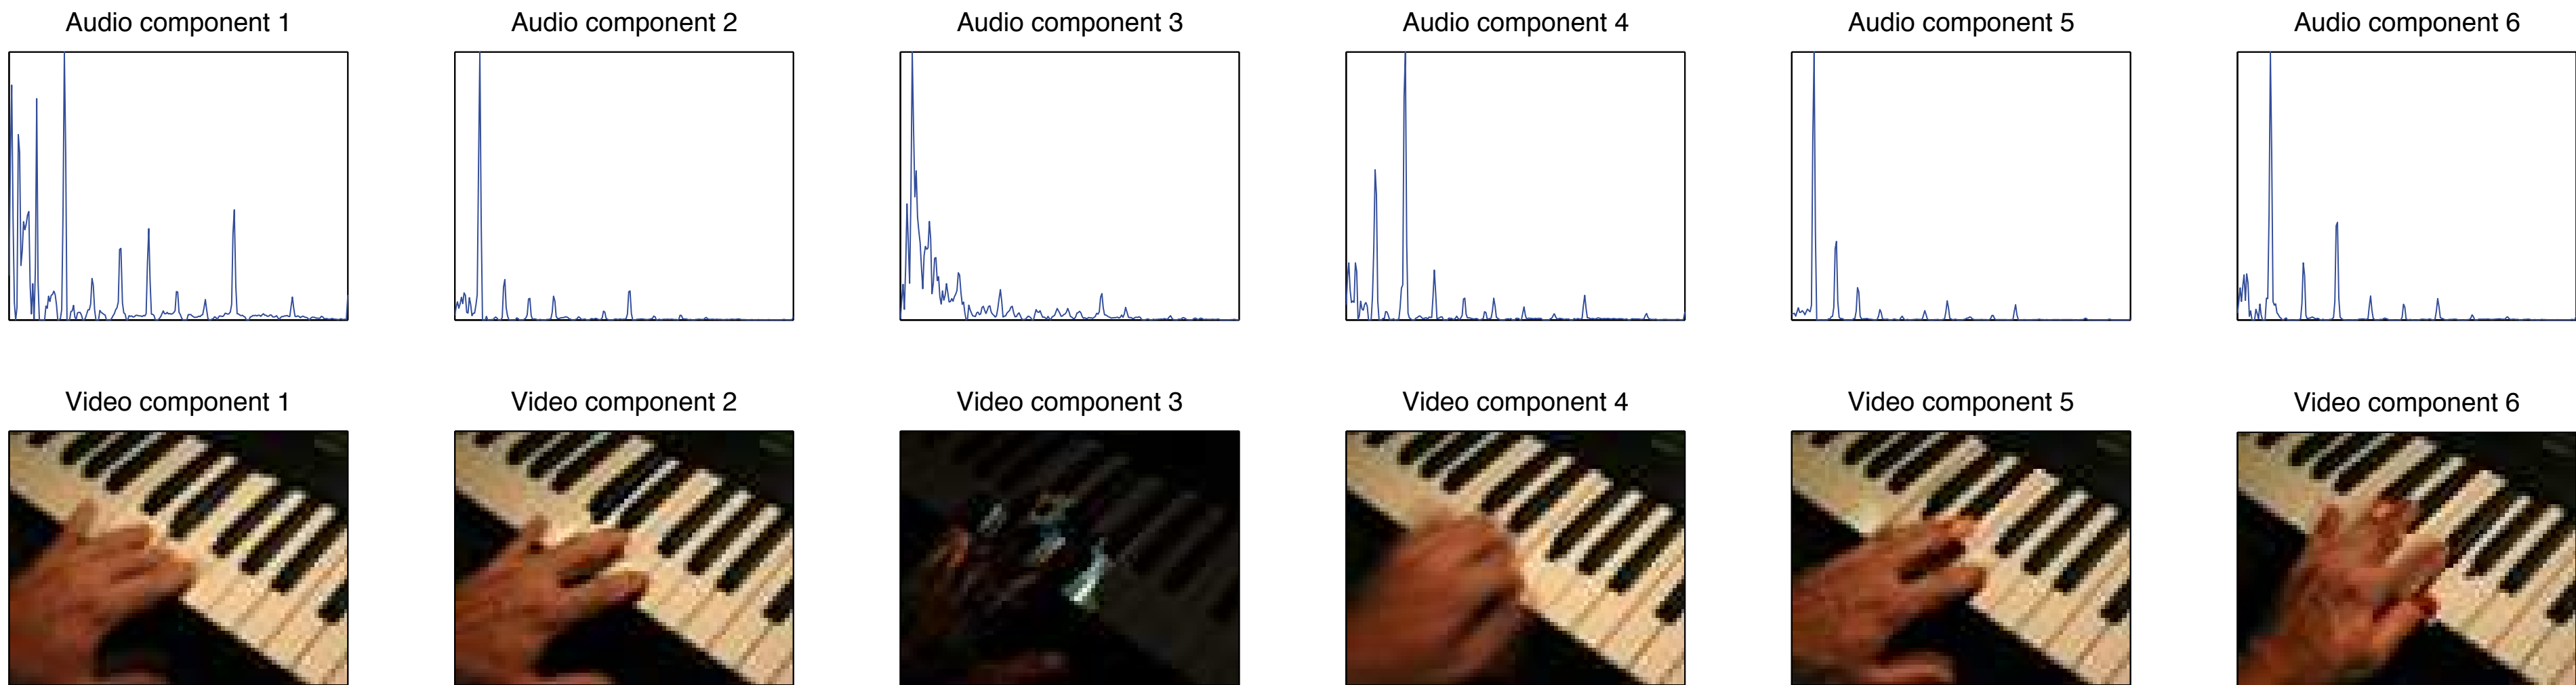 Audio component 1
Audio component 2
Audio component 3
Audio component 4
Audio component 5
Audio component 6
Video component 1
Video component 2
Video component 3
Video component 4
Video component 5
Video component 6